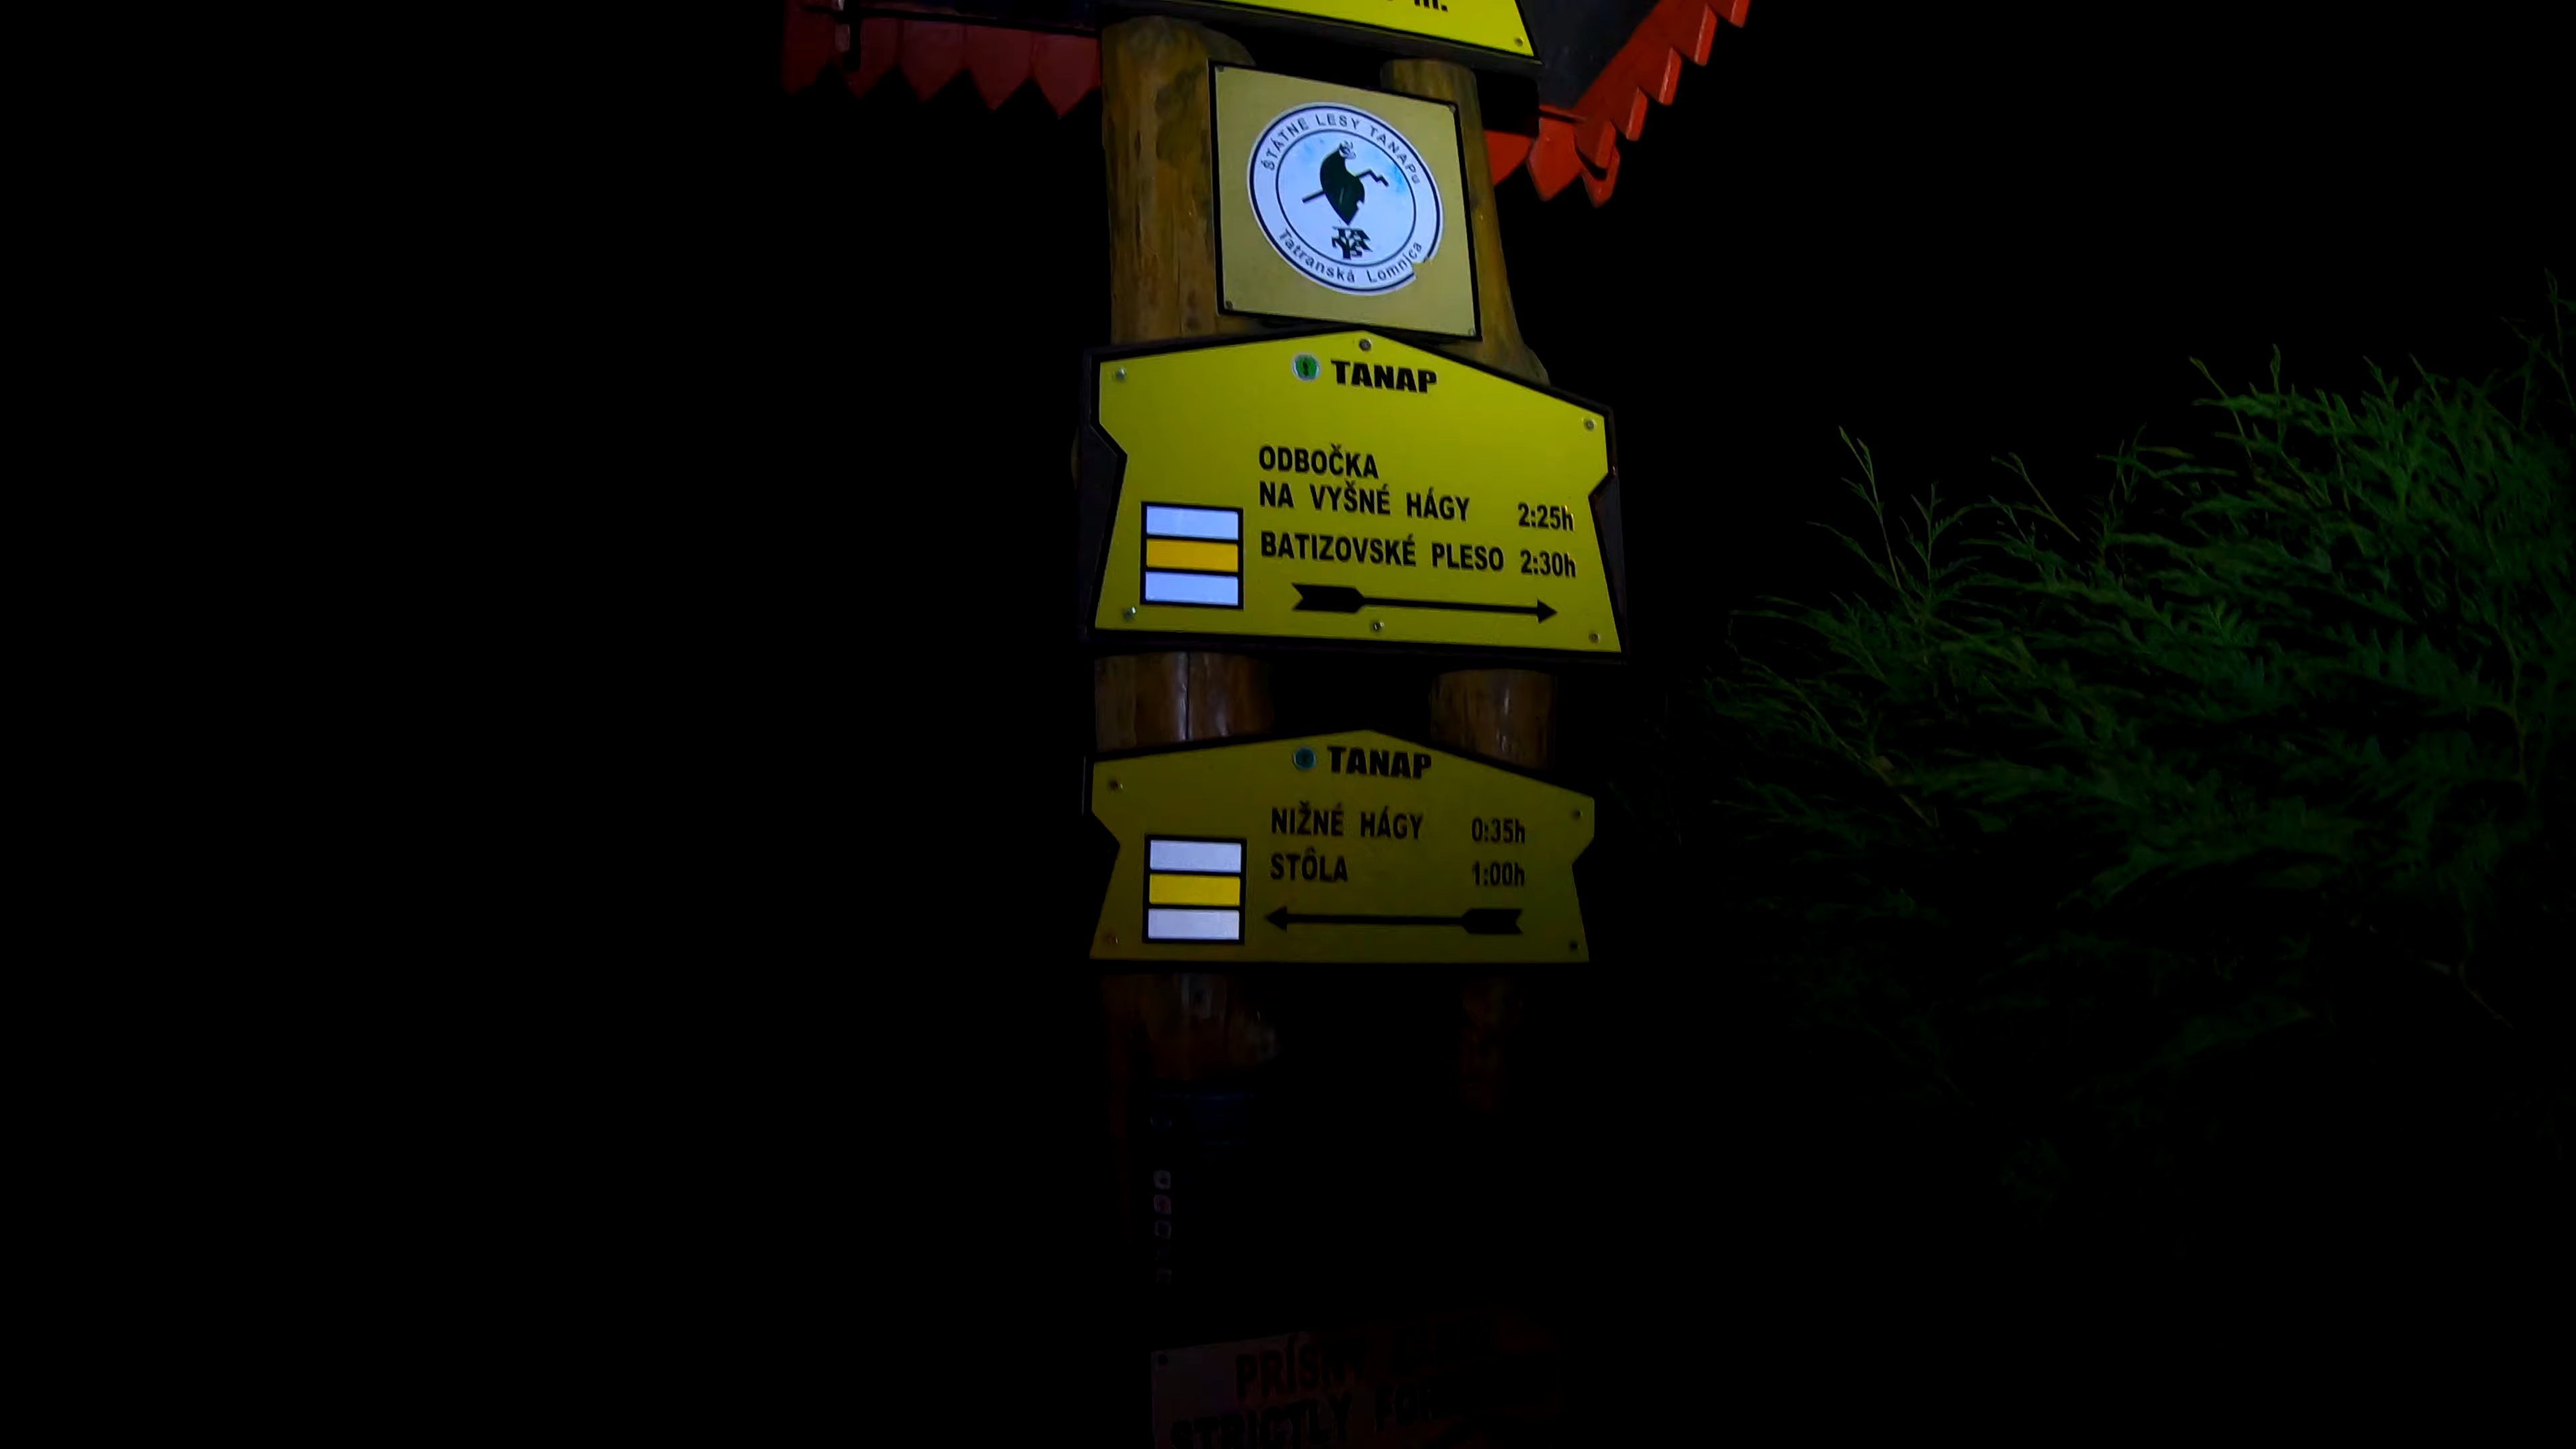 m.
ŠTÁTNE LESY TANAPu
Tatranská Lomnica
TANAP
ODBOČKA
NA VYŠNÉ HÁGY 2:25h
BATIZOVSKÉ PLESO 2:30h
TANAP
NIŽNÉ HÁGY 0:35h
STÔLA 1:00h
STRICTLY